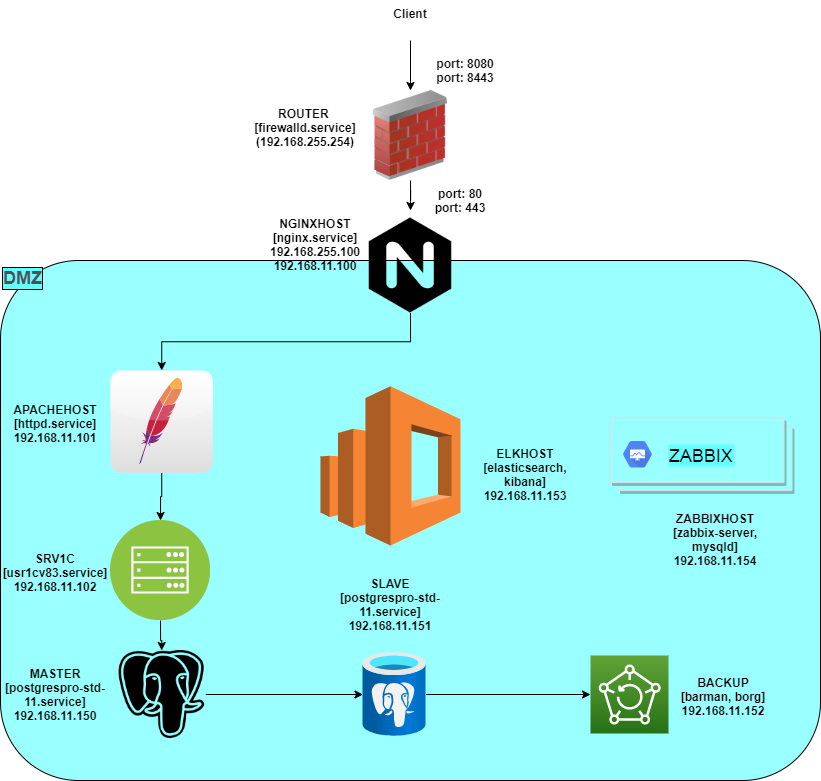 Client
port: 8080
port: 8443
ROUTER
[firewalld.service]
(192.168.255.254)
port: 80
port: 443
NGINXHOST
[nginx.service]
192.168.255.100
192.168.11.100
N
DMZ
APACHEHOST
[httpd.service]
192.168.11.101
ELKHOST
[elasticsearch,
kibana]
192.168.11.153
ZABBIX
ZABBIXHOST
[zabbix-server,
mysqld]
192.168.11.154
SRV1C
[usr1cv83.service]
192.168.11.102
SLAVE
[postgrespro-std-
11.service]
192.168.11.151
MASTER
[postgrespro-std-
11.service]
192.168.11.150
BACKUP
[barman, borg]
192.168.11.152